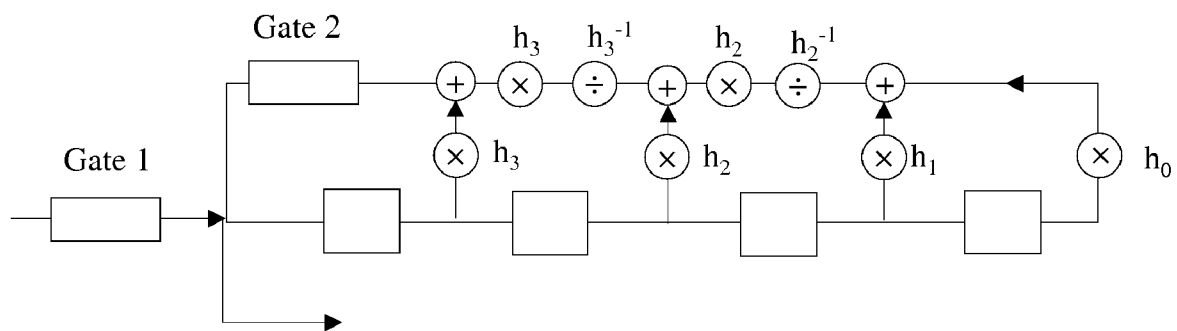 Gate 2
h₃ h₃⁻¹ h₂ h₂⁻¹
+ × ÷ + × ÷ +
Gate 1
× h₃ × h₂ × h₁ × h₀